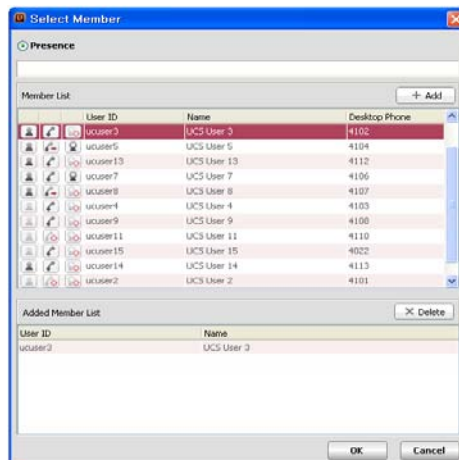 Select Member
Presence
Member List
+ Add
User ID Name Desktop Phone
ucuser3 UCS User 3 4102
ucuser5 UCS User 5 4104
ucuser13 UCS User 13 4112
ucuser7 UCS User 7 4106
ucuser8 UCS User 8 4107
ucuser4 UCS User 4 4103
ucuser9 UCS User 9 4108
ucuser11 UCS User 11 4110
ucuser15 UCS User 15 4022
ucuser14 UCS User 14 4113
ucuser2 UCS User 2 4101
Added Member List
X Delete
User ID Name
ucuser3 UCS User 3
OK Cancel